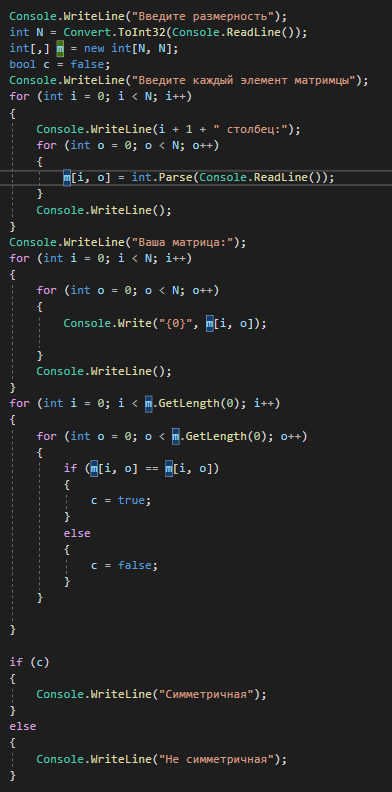 Console.WriteLine("Введите размерность");
int N = Convert.ToInt32(Console.ReadLine());
int[,] m = new int[N, N];
bool c = false;
Console.WriteLine("Введите каждый элемент матримцы");
for (int i = 0; i < N; i++)
{
    Console.WriteLine(i + 1 + " столбец:");
    for (int o = 0; o < N; o++)
    {
        m[i, o] = int.Parse(Console.ReadLine());
    }
    Console.WriteLine();
}
Console.WriteLine("Ваша матрица:");
for (int i = 0; i < N; i++)
{
    for (int o = 0; o < N; o++)
    {
        Console.Write("{0}", m[i, o]);

    }
    Console.WriteLine();
}
for (int i = 0; i < m.GetLength(0); i++)
{
    for (int o = 0; o < m.GetLength(0); o++)
    {
        if (m[i, o] == m[i, o])
        {
            c = true;
        }
        else
        {
            c = false;
        }
    }

}

if (c)
{
    Console.WriteLine("Симметричная");
}
else
{
    Console.WriteLine("Не симметричная");
}